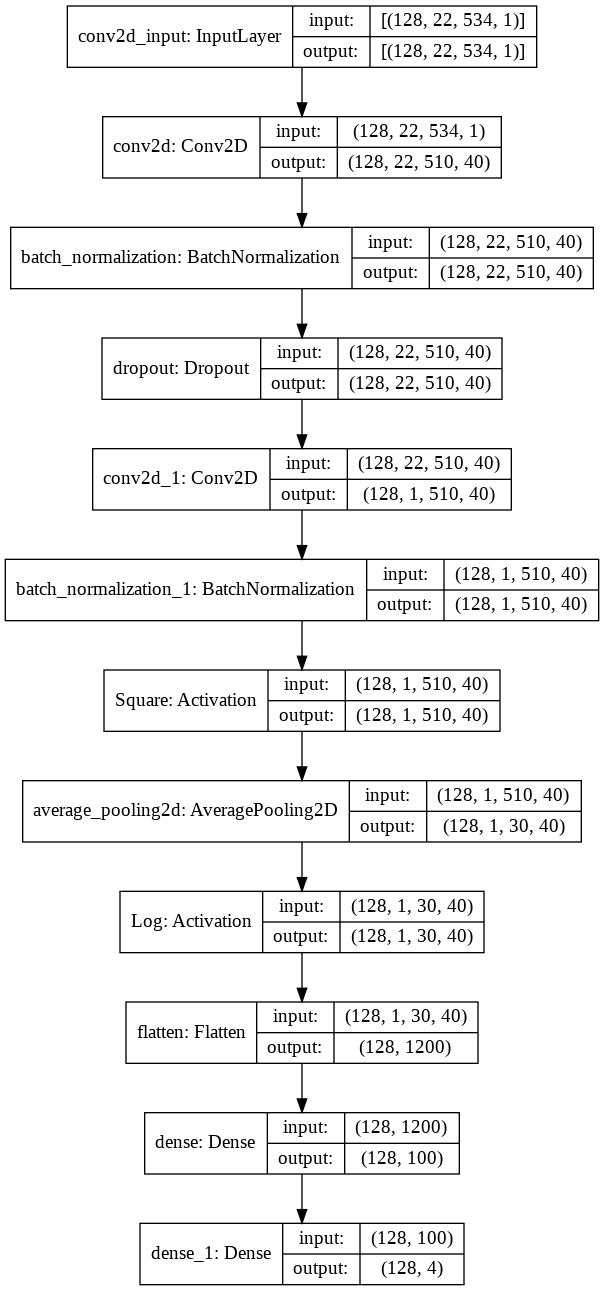 conv2d_input: InputLayer
input: [(128, 22, 534, 1)]
output: [(128, 22, 534, 1)]
conv2d: Conv2D
input: (128, 22, 534, 1)
output: (128, 22, 510, 40)
batch_normalization: BatchNormalization
input: (128, 22, 510, 40)
output: (128, 22, 510, 40)
dropout: Dropout
input: (128, 22, 510, 40)
output: (128, 22, 510, 40)
conv2d_1: Conv2D
input: (128, 22, 510, 40)
output: (128, 1, 510, 40)
batch_normalization_1: BatchNormalization
input: (128, 1, 510, 40)
output: (128, 1, 510, 40)
Square: Activation
input: (128, 1, 510, 40)
output: (128, 1, 510, 40)
average_pooling2d: AveragePooling2D
input: (128, 1, 510, 40)
output: (128, 1, 30, 40)
Log: Activation
input: (128, 1, 30, 40)
output: (128, 1, 30, 40)
flatten: Flatten
input: (128, 1, 30, 40)
output: (128, 1200)
dense: Dense
input: (128, 1200)
output: (128, 100)
dense_1: Dense
input: (128, 100)
output: (128, 4)